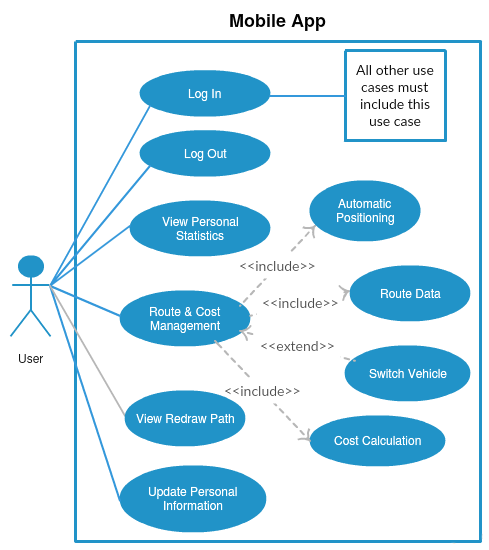 Mobile App
Log In
All other use
cases must
include this
use case
Log Out
View Personal
Statistics
Automatic
Positioning
<<include>>
Route & Cost
Management
<<include>>
Route Data
<<extend>>
Switch Vehicle
User
<<include>>
View Redraw Path
Cost Calculation
Update Personal
Information